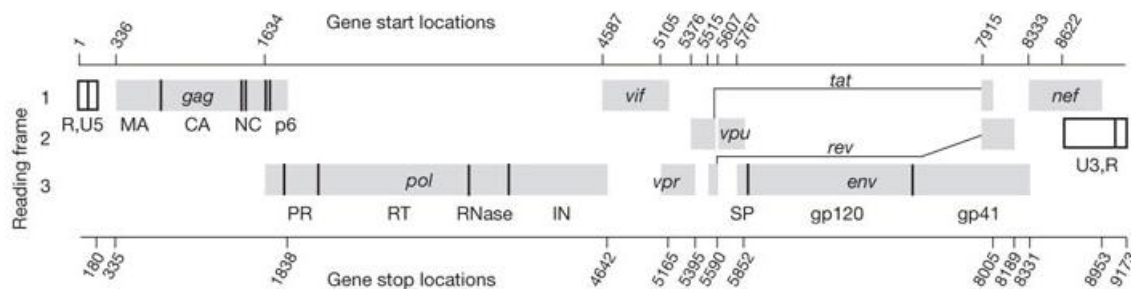 Gene start locations
1 336 1634 4587 5105 5376 5515 5607 5767 7915 8333 8622
Reading frame
1 gag vif tat nef
R,U5 MA CA NC p6
2 vpu
rev U3,R
3 pol vpr env
PR RT RNase IN SP gp120 gp41
180 335 1838 4642 5165 5395 5590 5852 8005 8189 8331 8953 9173
Gene stop locations